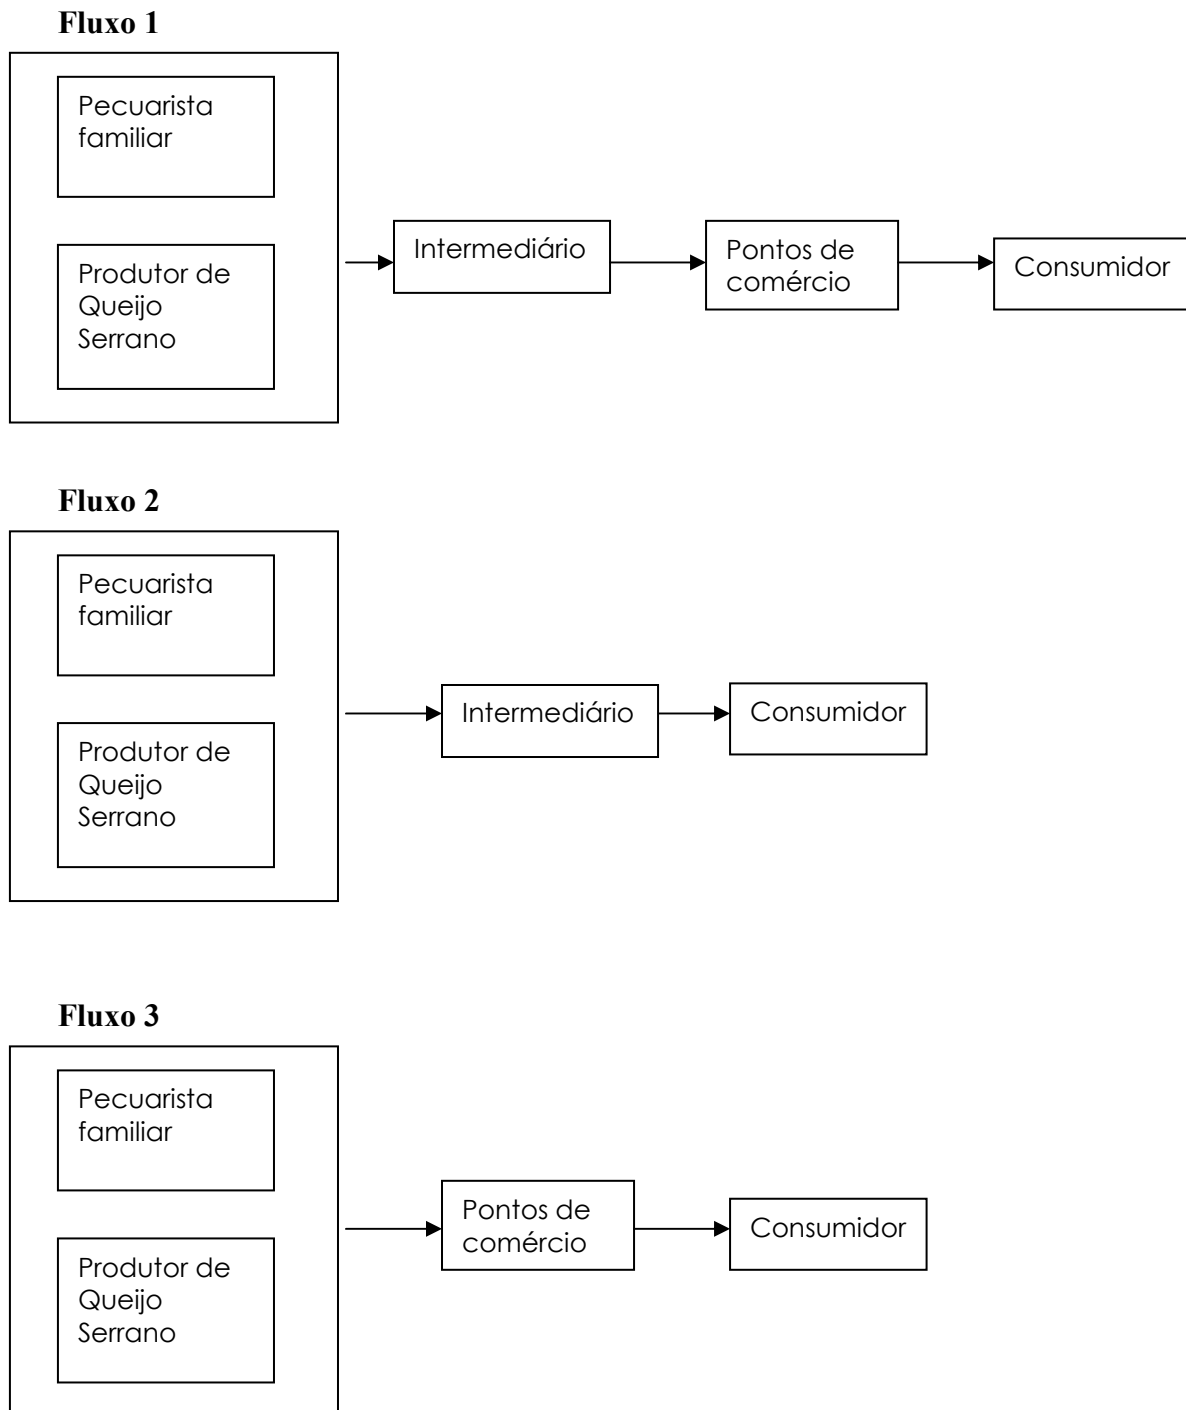 Fluxo 1
Pecuarista
familiar
Produtor de
Queijo
Serrano
Intermediário
Pontos de
comércio
Consumidor
Fluxo 2
Pecuarista
familiar
Produtor de
Queijo
Serrano
Intermediário
Consumidor
Fluxo 3
Pecuarista
familiar
Produtor de
Queijo
Serrano
Pontos de
comércio
Consumidor